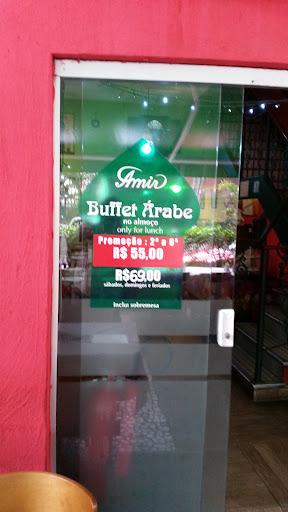 Amir
Buffet Árabe
no almoço
only for lunch
Promoção : 2ª a 6ª
R$ 55,00
R$69,00
sábados, domingos e feriados
Inclui sobremesa